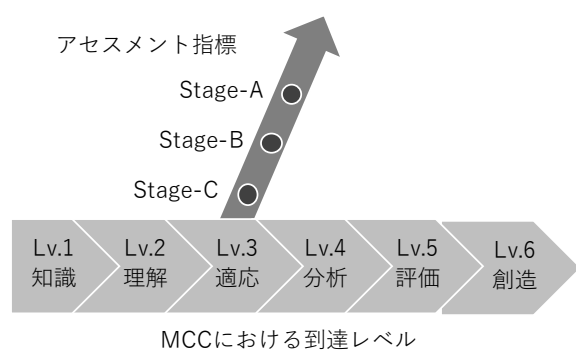 アセスメント指標
Stage-A
Stage-B
Stage-C
Lv.1
知識
Lv.2
理解
Lv.3
適応
Lv.4
分析
Lv.5
評価
Lv.6
創造
MCCにおける到達レベル